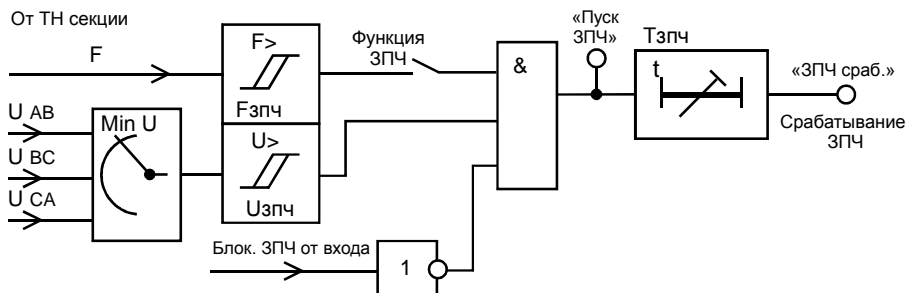 От ТН секции
F
F>
Fзпч
Функция
ЗПЧ
&
«Пуск
ЗПЧ»
Tзпч
t
«ЗПЧ сраб.»
Срабатывание
ЗПЧ
U AB
U BC
U CA
Min U
U>
Uзпч
Блок. ЗПЧ от входа
1